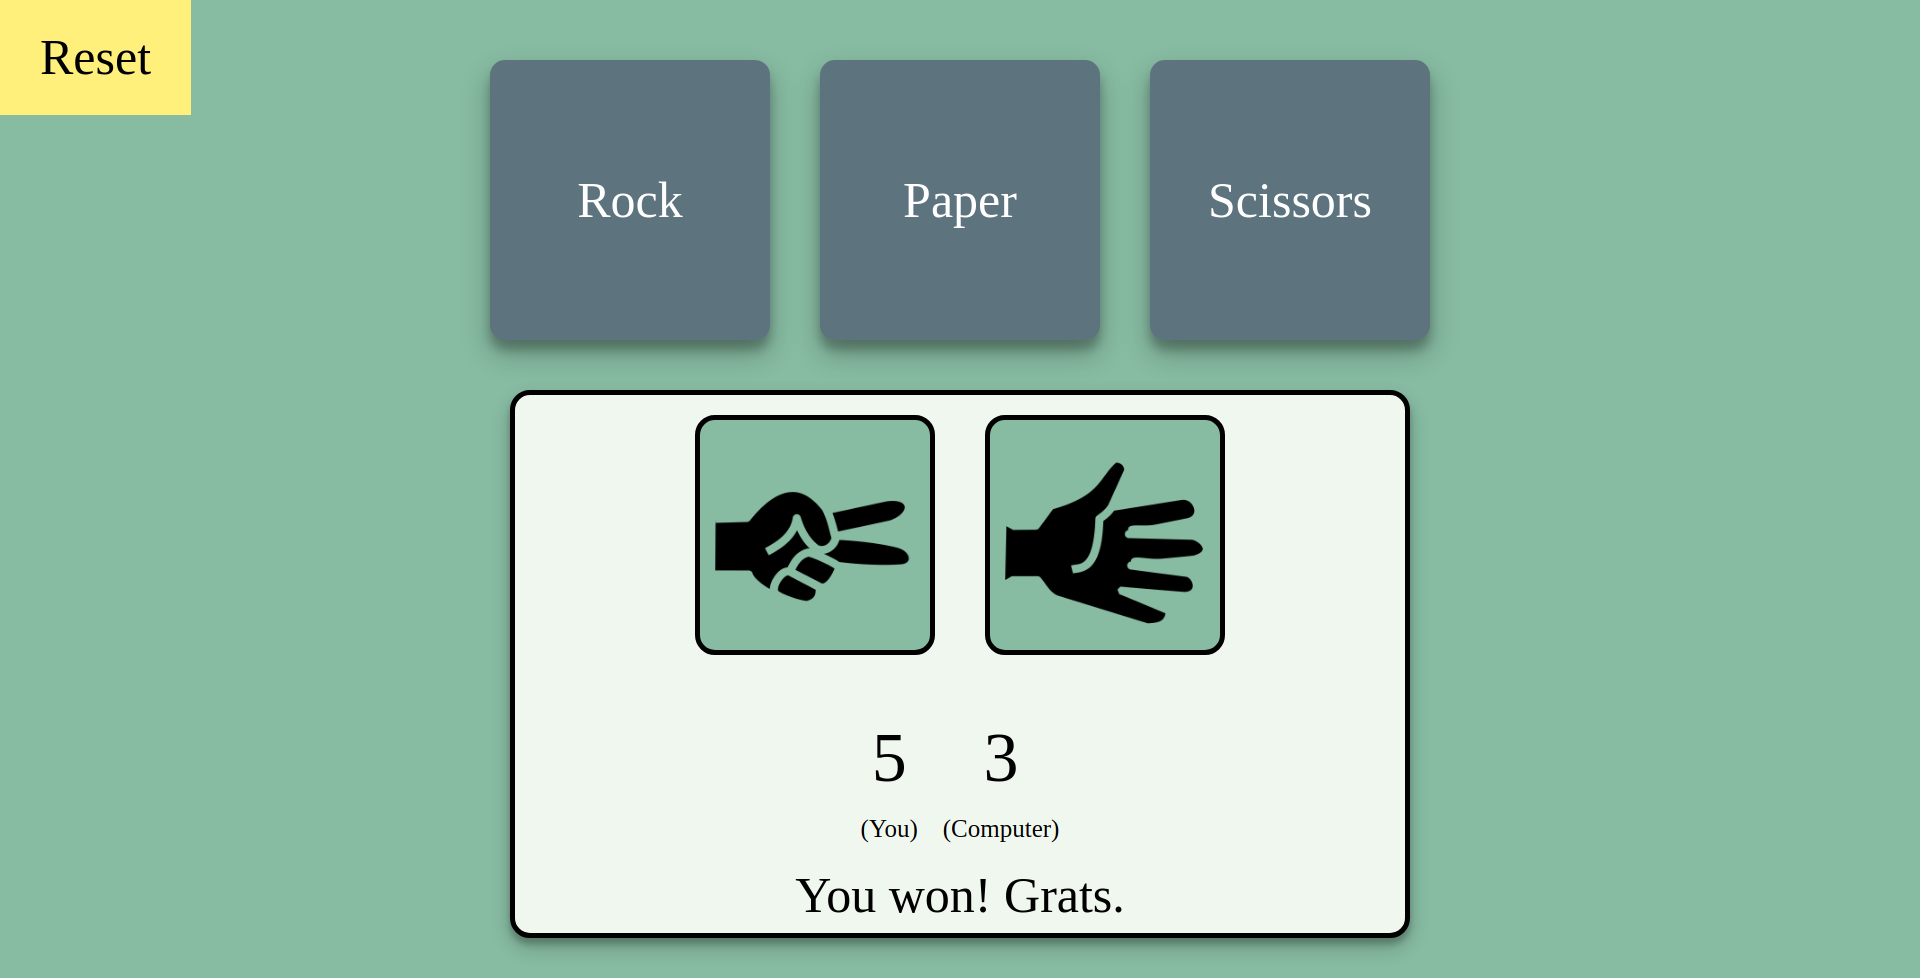 Reset
Rock
Paper
Scissors
5 3
(You) (Computer)
You won! Grats.